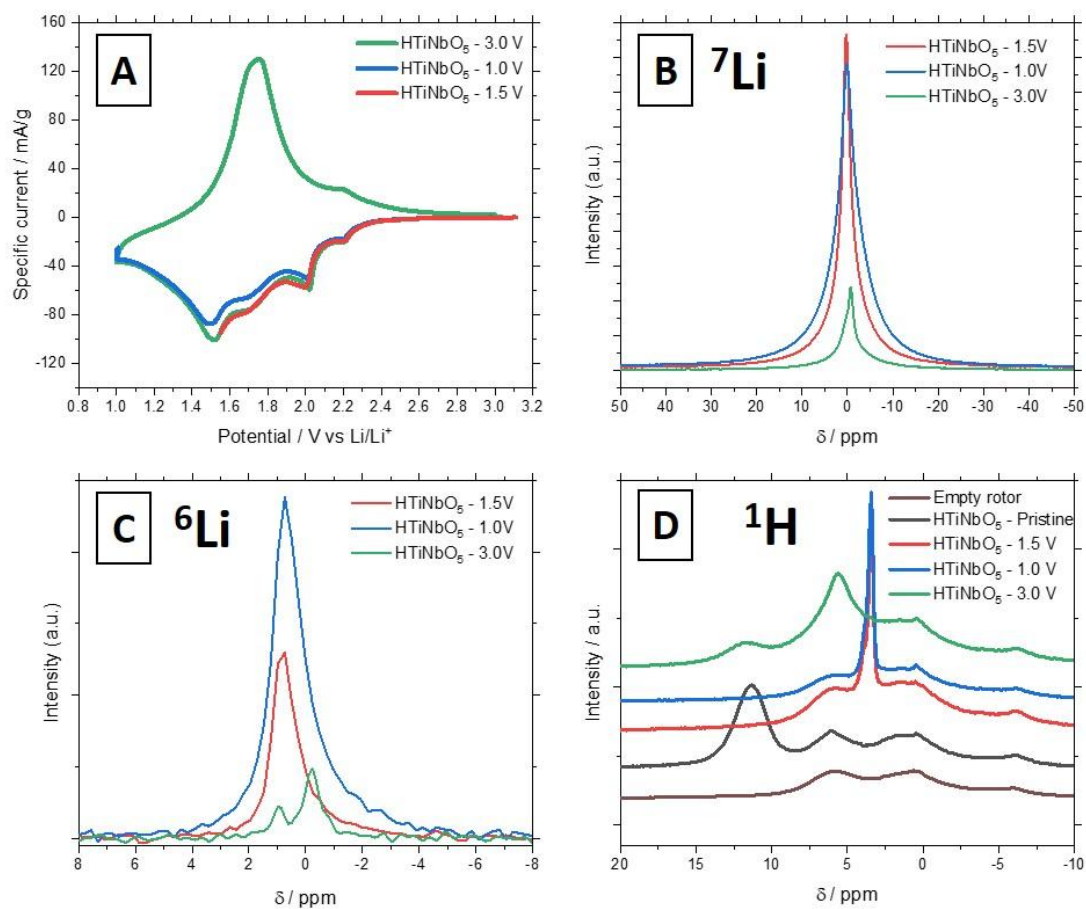 A
160
120
80
40
0
-40
-80
-120
Specific current / mA/g
HTiNbO₅ - 3.0 V
HTiNbO₅ - 1.0 V
HTiNbO₅ - 1.5 V
0.8 1.0 1.2 1.4 1.6 1.8 2.0 2.2 2.4 2.6 2.8 3.0 3.2
Potential / V vs Li/Li⁺
B
⁷Li
HTiNbO₅ - 1.5V
HTiNbO₅ - 1.0V
HTiNbO₅ - 3.0V
Intensity (a.u.)
50 40 30 20 10 0 -10 -20 -30 -40 -50
δ / ppm
C
⁶Li
HTiNbO₅ - 1.5V
HTiNbO₅ - 1.0V
HTiNbO₅ - 3.0V
Intensity (a.u.)
8 6 4 2 0 -2 -4 -6 -8
δ / ppm
D
¹H
Empty rotor
HTiNbO₅ - Pristine
HTiNbO₅ - 1.5 V
HTiNbO₅ - 1.0 V
HTiNbO₅ - 3.0 V
Intensity / a.u.
20 15 10 5 0 -5 -10
δ / ppm